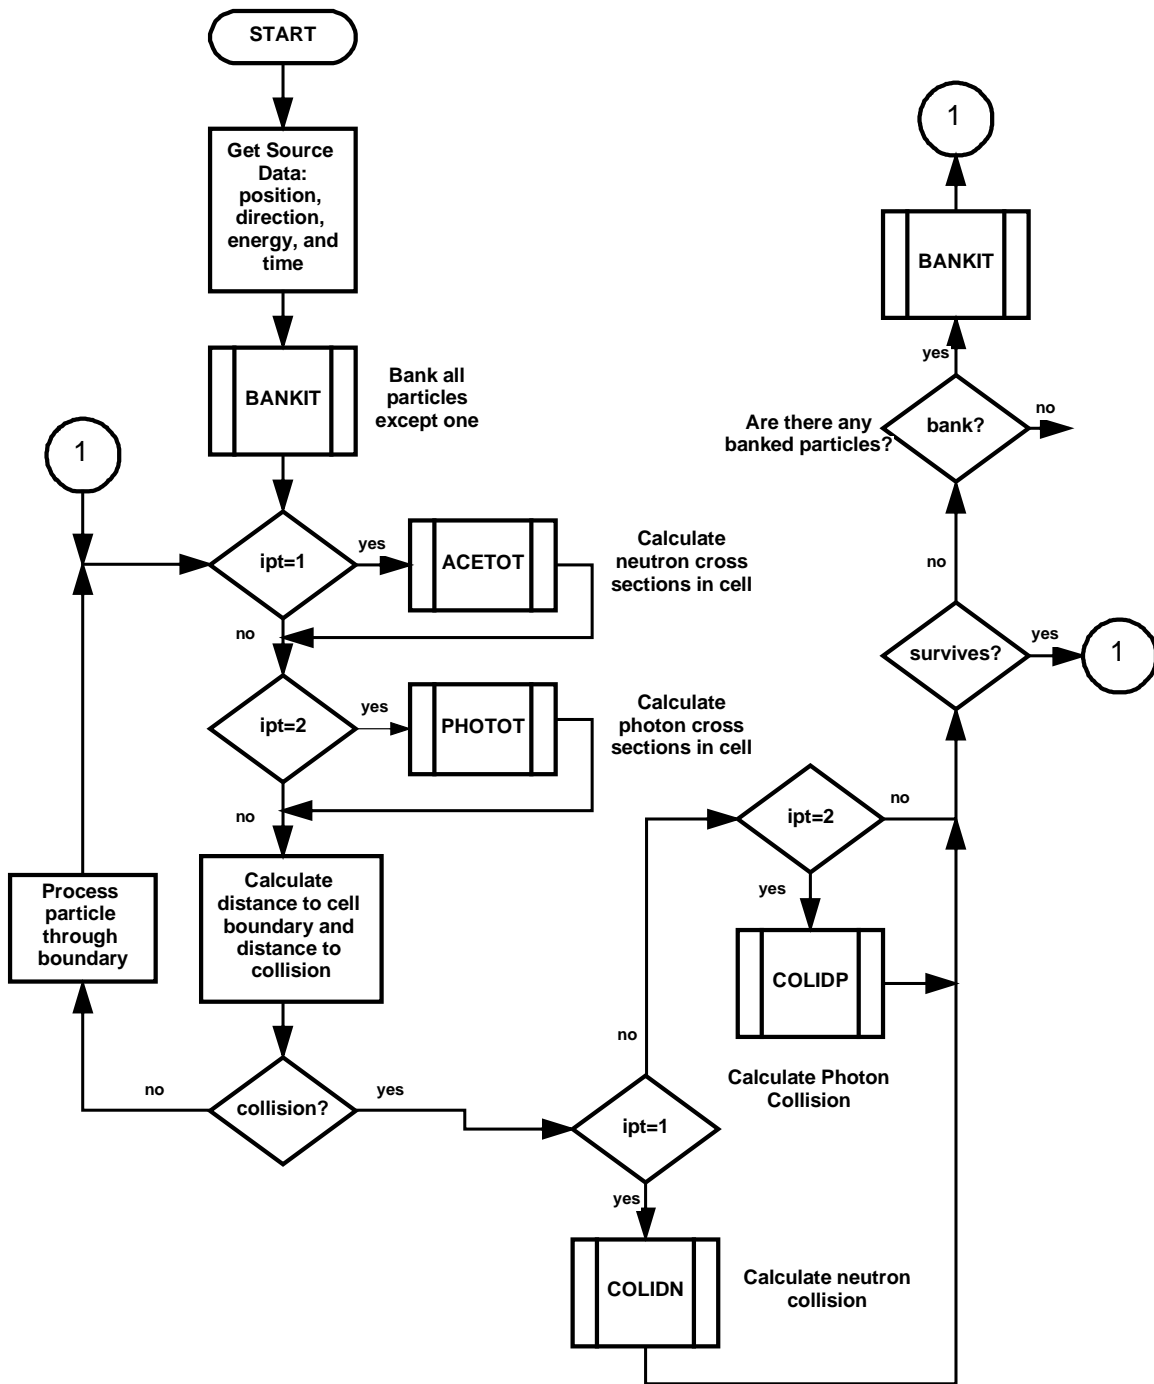 START
Get Source
Data:
position,
direction,
energy, and
time
BANKIT
Bank all
particles
except one
1
ipt=1
yes
ACETOT
Calculate
neutron cross
sections in cell
no
ipt=2
yes
PHOTOT
Calculate
photon cross
sections in cell
no
Calculate
distance to cell
boundary and
distance to
collision
Process
particle
through
boundary
no
collision?
yes
ipt=1
no
yes
COLIDN
Calculate neutron
collision
ipt=2
no
yes
COLIDP
Calculate Photon
Collision
survives?
yes
1
no
Are there any
banked particles?
bank?
no
yes
BANKIT
1